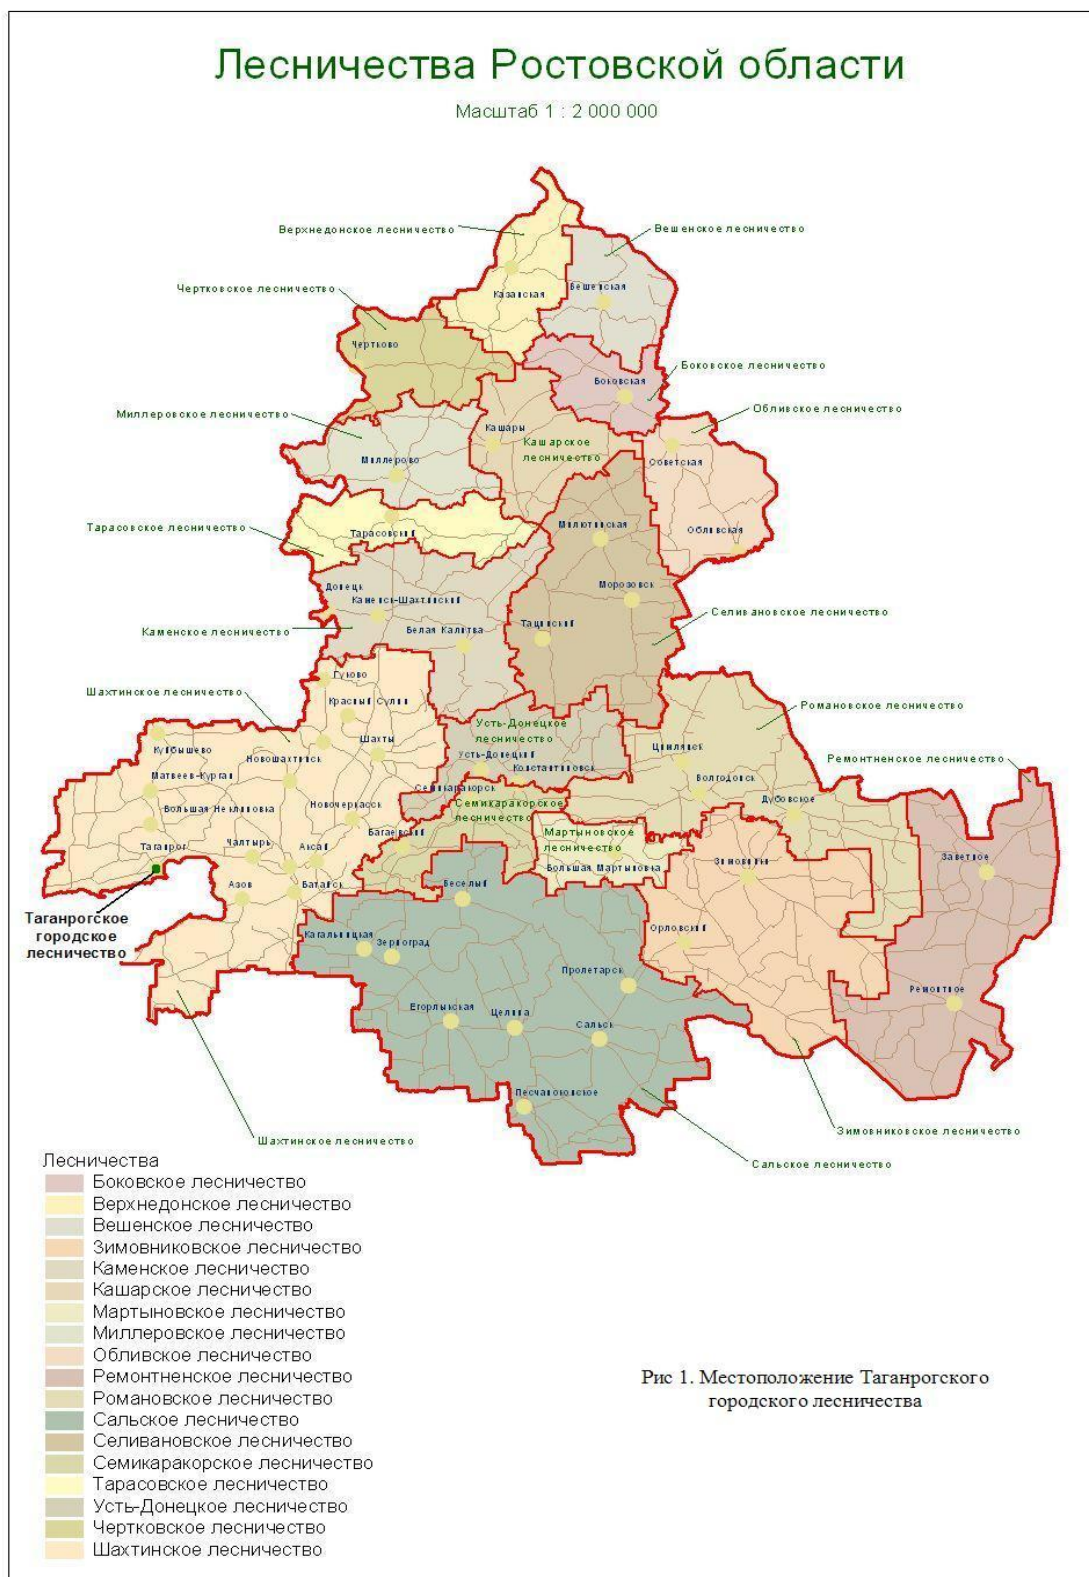 Лесничества Ростовской области
Масштаб 1 : 2 000 000
Верхнедонское лесничество
Вешенское лесничество
Чертковское лесничество
Казанская
Вешенская
Чертково
Боковское лесничество
Боковская
Миллеровское лесничество
Обливское лесничество
Кашары
Кашарское
лесничество
Миллерово
Советская
Тарасовское лесничество
Тарасовский
Милютинская
Обливская
Донецк
Каменск-Шахтинский
Морозовск
Селивановское лесничество
Каменское лесничество
Белая Калитва
Тацинский
Гуково
Шахтинское лесничество
Красный Сулин
Романовское лесничество
Усть-Донецкое
лесничество
Куйбышево
Новошахтинск
Шахты
Усть-Донецкий
Константиновск
Цимлянск
Ремонтненское лесничество
Матвеев-Курган
Волгодонск
Семикаракорск
Большая Неклиновка
Новочеркасск
Семикаракорское
лесничество
Дубовское
Багаевский
Мартыновское
лесничество
Таганрог
Чалтырь
Аксай
Большая Мартыновка
Зимовники
Заветное
Азов
Батайск
Веселый
Таганрогское
городское
лесничество
Кагальницкая
Зерноград
Орловский
Пролетарск
Ремонтное
Егорлыкская
Целина
Сальск
Песчанокопское
Шахтинское лесничество
Зимовниковское лесничество
Сальское лесничество
Лесничества
Боковское лесничество
Верхнедонское лесничество
Вешенское лесничество
Зимовниковское лесничество
Каменское лесничество
Кашарское лесничество
Мартыновское лесничество
Миллеровское лесничество
Обливское лесничество
Ремонтненское лесничество
Романовское лесничество
Сальское лесничество
Селивановское лесничество
Семикаракорское лесничество
Тарасовское лесничество
Усть-Донецкое лесничество
Чертковское лесничество
Шахтинское лесничество
Рис 1. Местоположение Таганрогского
городского лесничества